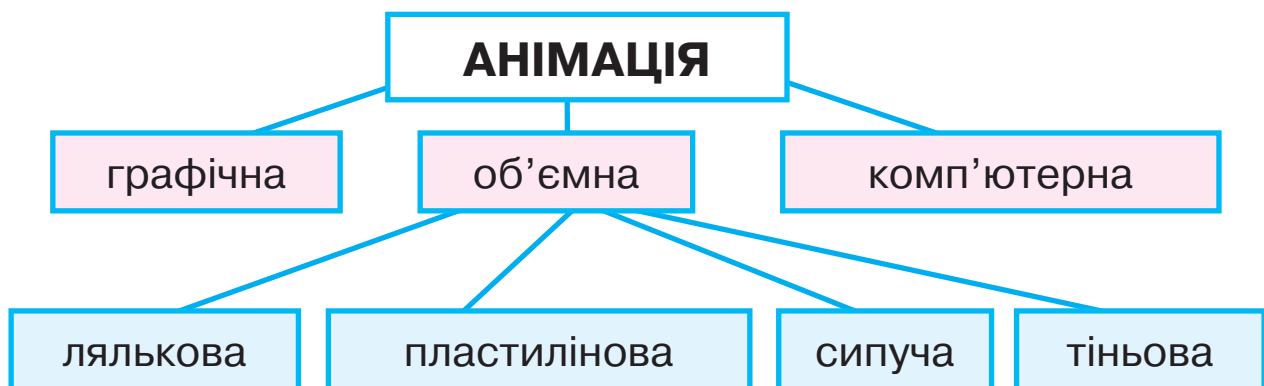 АНІМАЦІЯ
графічна об’ємна комп’ютерна
лялькова пластилінова сипуча тіньова